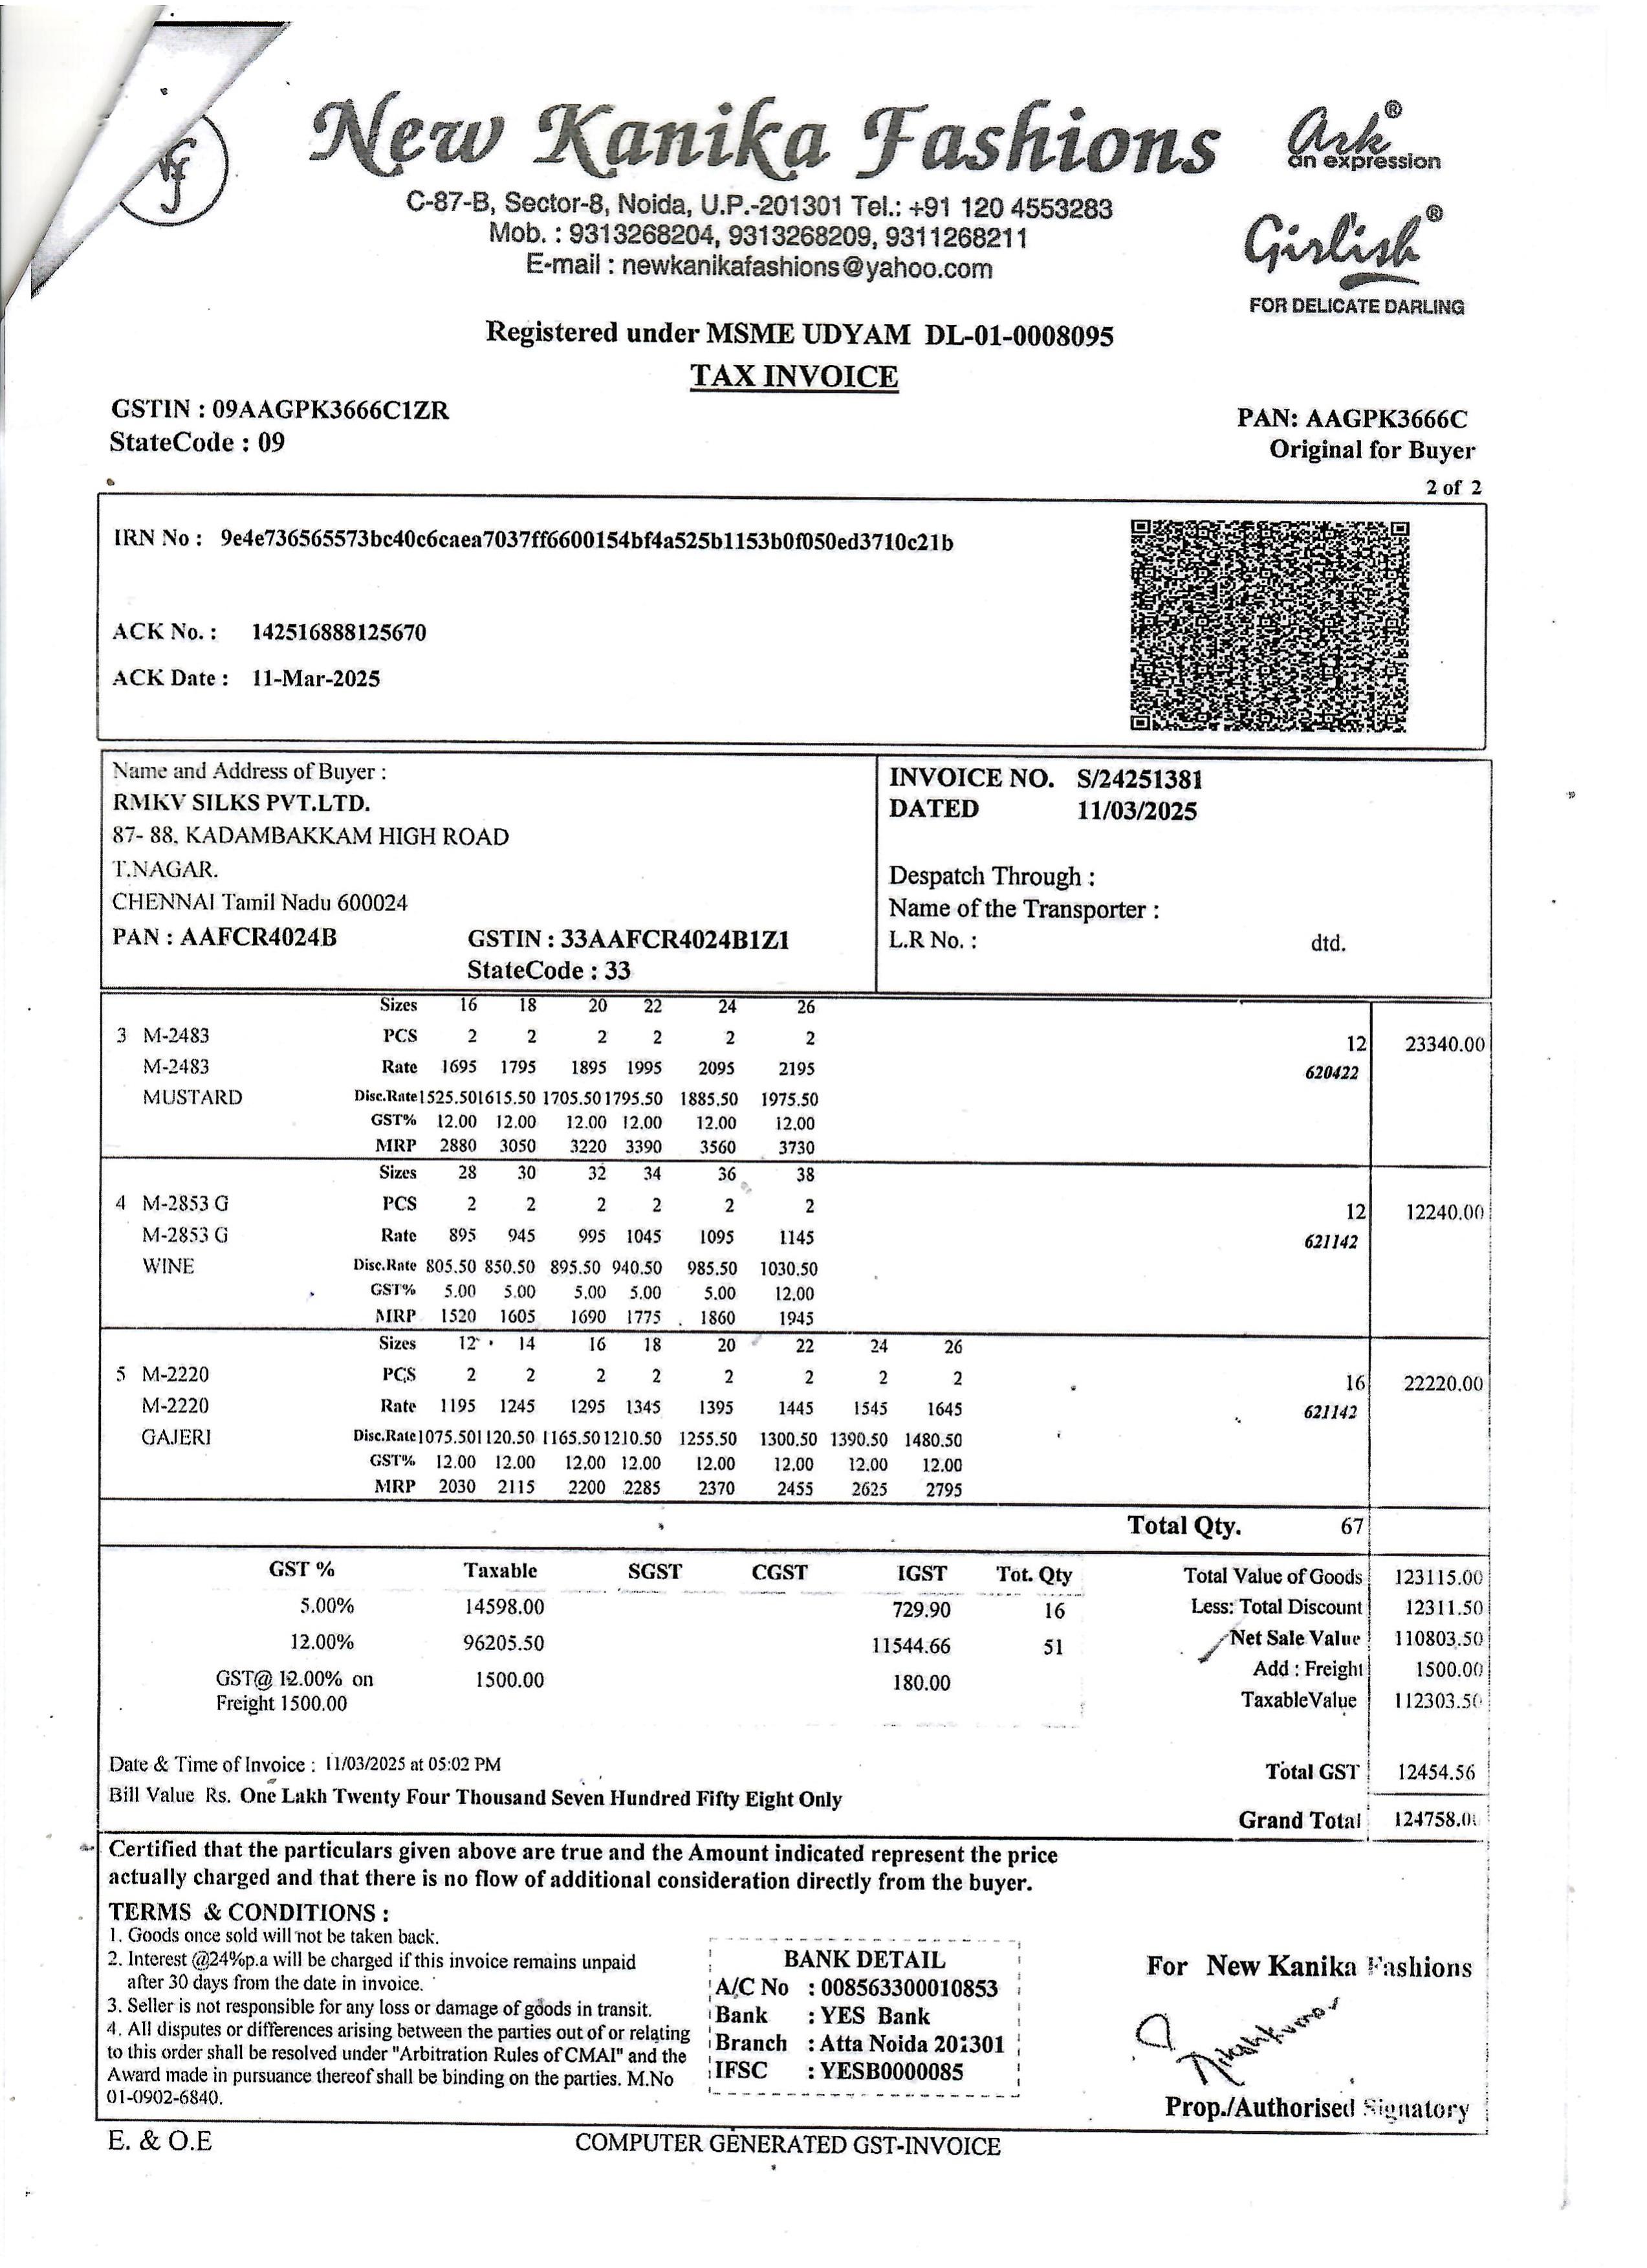 New Kanika Fashions
Ark®
an expression
C-87-B, Sector-8, Noida, U.P.-201301 Tel.: +91 120 4553283
Mob. : 9313268204, 9313268209, 9311268211
E-mail : newkanikafashions@yahoo.com
Girlish®
FOR DELICATE DARLING
Registered under MSME UDYAM DL-01-0008095
TAX INVOICE
GSTIN : 09AAGPK3666C1ZR
StateCode : 09
PAN: AAGPK3666C
Original for Buyer
2 of 2
IRN No : 9e4e736565573bc40c6caea7037ff6600154bf4a525b1153b0f050ed3710c21b
ACK No. : 142516888125670
ACK Date : 11-Mar-2025
Name and Address of Buyer :
RMKV SILKS PVT.LTD.
87- 88, KADAMBAKKAM HIGH ROAD
T.NAGAR.
CHENNAI Tamil Nadu 600024
PAN : AAFCR4024B GSTIN : 33AAFCR4024B1Z1
StateCode : 33
INVOICE NO. S/24251381
DATED 11/03/2025
Despatch Through :
Name of the Transporter :
L.R No. : dtd.
Sizes 16 18 20 22 24 26
3 M-2483 PCS 2 2 2 2 2 2 12 23340.00
M-2483 Rate 1695 1795 1895 1995 2095 2195 620422
MUSTARD Disc.Rate 1525.50 1615.50 1705.50 1795.50 1885.50 1975.50
GST% 12.00 12.00 12.00 12.00 12.00 12.00
MRP 2880 3050 3220 3390 3560 3730
Sizes 28 30 32 34 36 38
4 M-2853 G PCS 2 2 2 2 2 2 12 12240.00
M-2853 G Rate 895 945 995 1045 1095 1145 621142
WINE Disc.Rate 805.50 850.50 895.50 940.50 985.50 1030.50
GST% 5.00 5.00 5.00 5.00 5.00 12.00
MRP 1520 1605 1690 1775 1860 1945
Sizes 12 14 16 18 20 22 24 26
5 M-2220 PCS 2 2 2 2 2 2 2 2 16 22220.00
M-2220 Rate 1195 1245 1295 1345 1395 1445 1545 1645 621142
GAJERI Disc.Rate 1075.50 1120.50 1165.50 1210.50 1255.50 1300.50 1390.50 1480.50
GST% 12.00 12.00 12.00 12.00 12.00 12.00 12.00 12.00
MRP 2030 2115 2200 2285 2370 2455 2625 2795
Total Qty. 67
GST % Taxable SGST CGST IGST Tot. Qty
5.00% 14598.00 729.90 16
12.00% 96205.50 11544.66 51
GST@ 12.00% on 1500.00 180.00
Freight 1500.00
Total Value of Goods 123115.00
Less: Total Discount 12311.50
Net Sale Value 110803.50
Add : Freight 1500.00
TaxableValue 112303.50
Date & Time of Invoice : 11/03/2025 at 05:02 PM
Total GST 12454.56
Bill Value Rs. One Lakh Twenty Four Thousand Seven Hundred Fifty Eight Only
Grand Total 124758.00
Certified that the particulars given above are true and the Amount indicated represent the price
actually charged and that there is no flow of additional consideration directly from the buyer.
TERMS & CONDITIONS :
1. Goods once sold will not be taken back.
2. Interest @24%p.a will be charged if this invoice remains unpaid
after 30 days from the date in invoice.
3. Seller is not responsible for any loss or damage of goods in transit.
4. All disputes or differences arising between the parties out of or relating
to this order shall be resolved under "Arbitration Rules of CMAI" and the
Award made in pursuance thereof shall be binding on the parties. M.No
01-0902-6840.
BANK DETAIL
A/C No : 008563300010853
Bank : YES Bank
Branch : Atta Noida 201301
IFSC : YESB0000085
For New Kanika Fashions
Prop./Authorised Signatory
E. & O.E
COMPUTER GENERATED GST-INVOICE